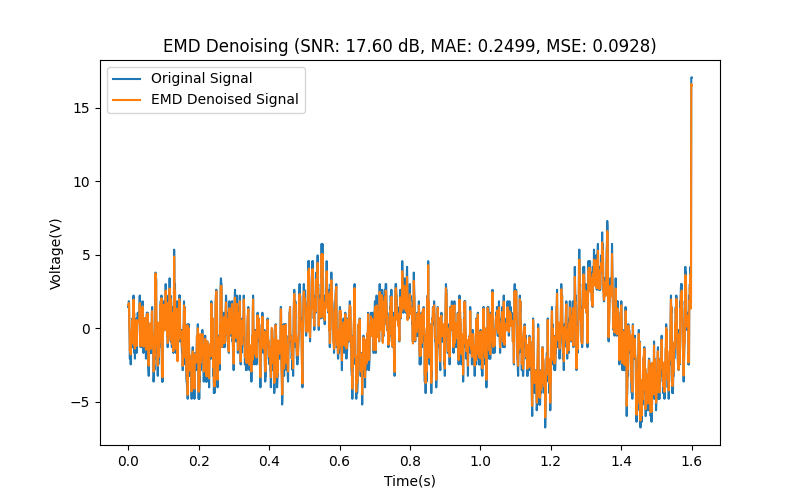 EMD Denoising (SNR: 17.60 dB, MAE: 0.2499, MSE: 0.0928)
Original Signal
EMD Denoised Signal
15
10
5
0
−5
Voltage(V)
0.0 0.2 0.4 0.6 0.8 1.0 1.2 1.4 1.6
Time(s)